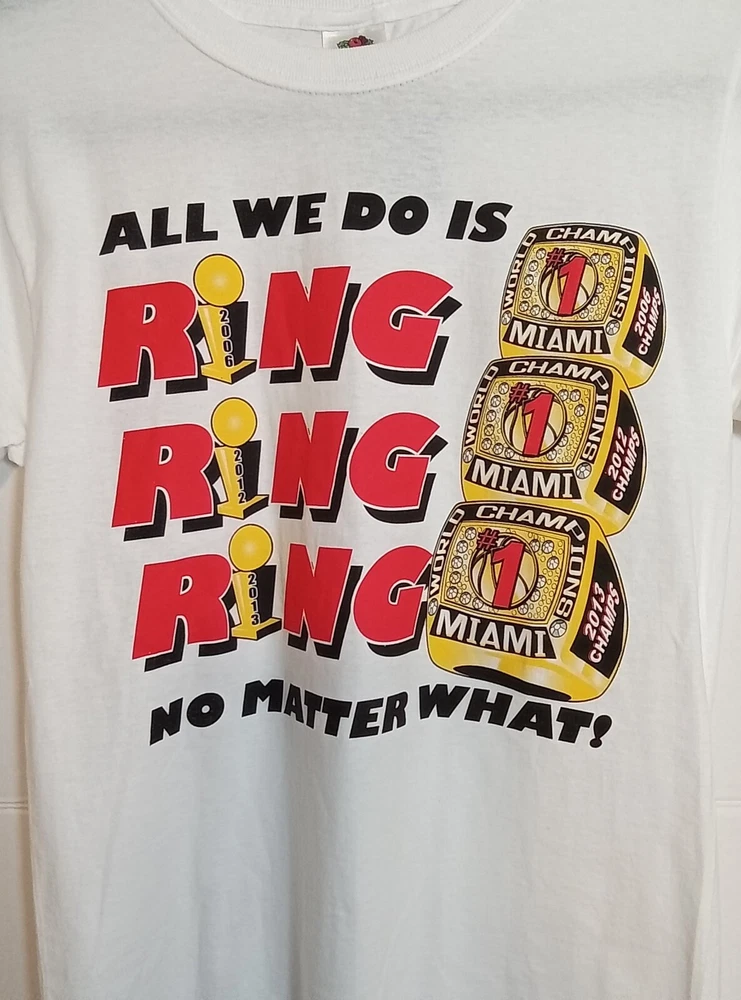 ALL WE DO IS
RiNG
2006
RiNG
2012
RiNG
2013
NO MATTER WHAT!
WORLD CHAMPIONS
#1
MIAMI
2006 CHAMPS
WORLD CHAMPIONS
#1
MIAMI
2012 CHAMPS
WORLD CHAMPIONS
#1
MIAMI
2013 CHAMPS